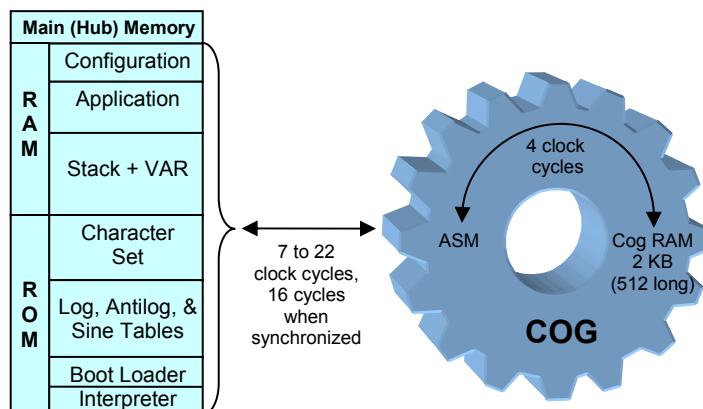 Main (Hub) Memory
R
A
M
Configuration
Application
Stack + VAR
R
O
M
Character
Set
Log, Antilog, &
Sine Tables
Boot Loader
Interpreter
7 to 22
clock cycles,
16 cycles
when
synchronized
4 clock
cycles
ASM
Cog RAM
2 KB
(512 long)
COG